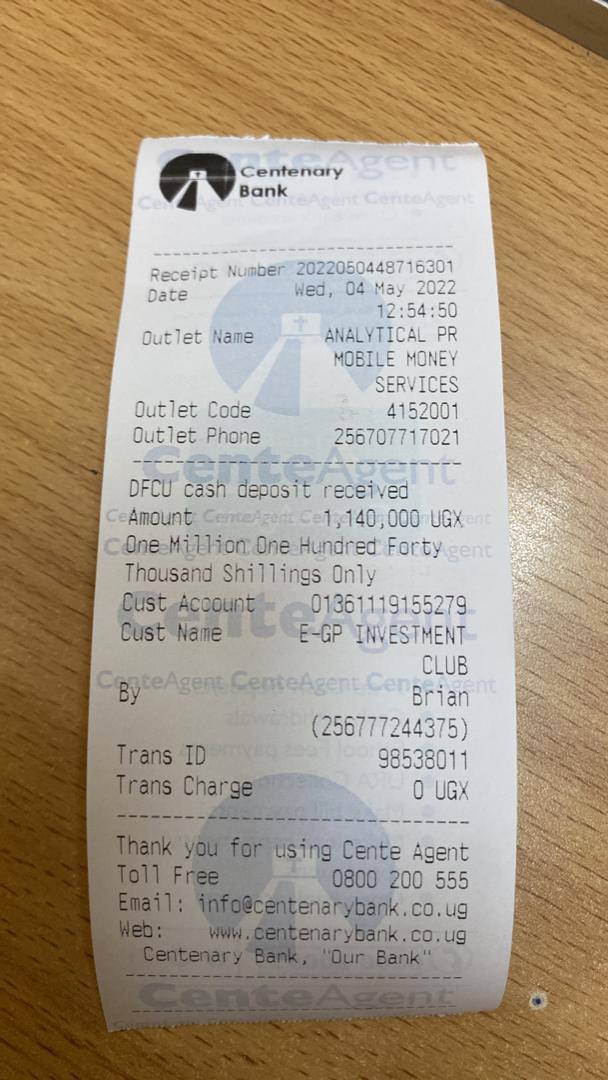 CenteAgent
Centenary
Bank
CenteAgent CenteAgent CenteAgent
Receipt Number 2022050448716301
Date Wed, 04 May 2022
12:54:50
Outlet Name ANALYTICAL PR
MOBILE MONEY
SERVICES
Outlet Code 4152001
Outlet Phone 256707717021
CenteAgent
DFCU cash deposit received
Amount 1,140,000 UGX
One Million One Hundred Forty
Thousand Shillings Only
Cust Account 01361119155279
CenteAgent
Cust Name E-GP INVESTMENT
CLUB
CenteAgent CenteAgent CenteAgent
By Brian
(256777244375)
Trans ID 98538011
Trans Charge 0 UGX
Thank you for using Cente Agent
Toll Free 0800 200 555
Email: info@centenarybank.co.ug
Web: www.centenarybank.co.ug
Centenary Bank, "Our Bank"
CenteAgent